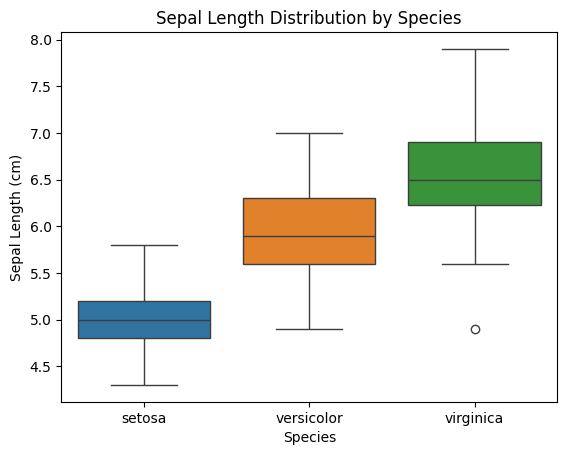 Sepal Length Distribution by Species
Sepal Length (cm)
8.0
7.5
7.0
6.5
6.0
5.5
5.0
4.5
setosa versicolor virginica
Species